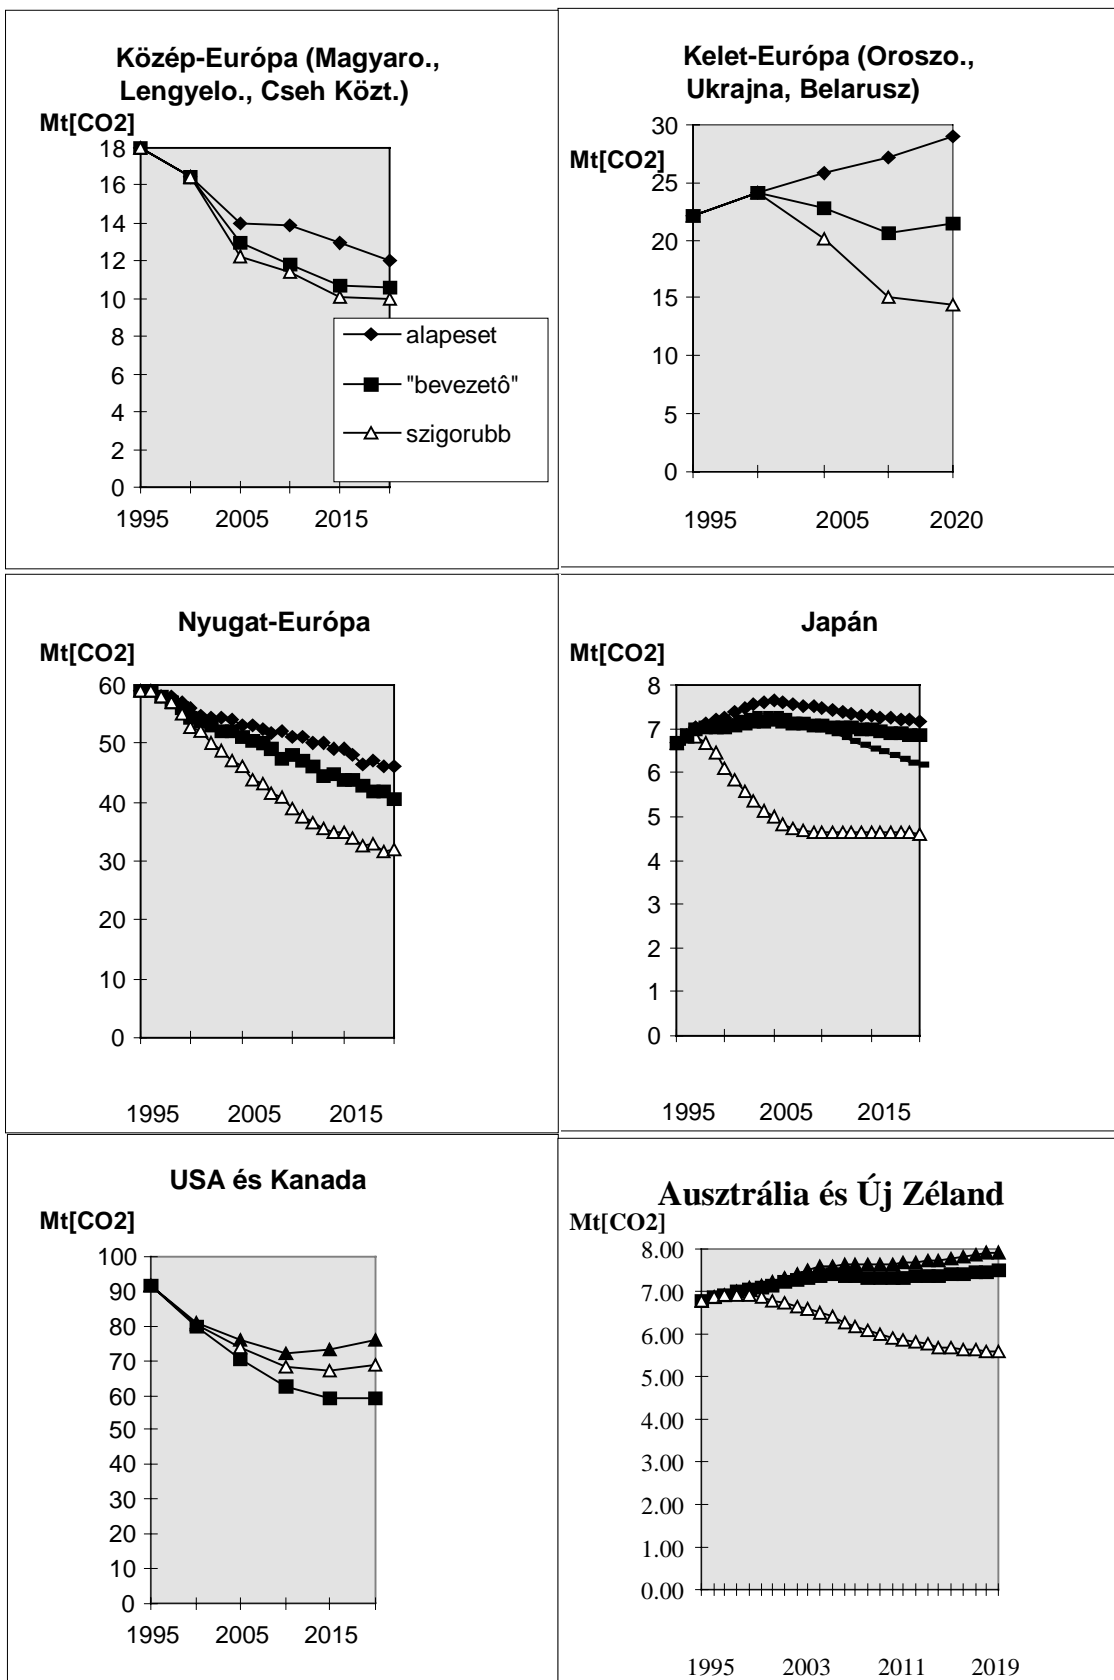 Közép-Európa (Magyaro.,
Lengyelo., Cseh Közt.)
Mt[CO2]
18
16
14
12
10
8
6
4
2
0
1995 2005 2015
alapeset
"bevezetô"
szigorubb
Kelet-Európa (Oroszo.,
Ukrajna, Belarusz)
Mt[CO2]
30
25
20
15
10
5
0
1995 2005 2020
Nyugat-Európa
Mt[CO2]
60
50
40
30
20
10
0
1995 2005 2015
Japán
Mt[CO2]
8
7
6
5
4
3
2
1
0
1995 2005 2015
USA és Kanada
Mt[CO2]
100
90
80
70
60
50
40
30
20
10
0
1995 2005 2015
Ausztrália és Új Zéland
Mt[CO2]
8.00
7.00
6.00
5.00
4.00
3.00
2.00
1.00
0.00
1995 2003 2011 2019